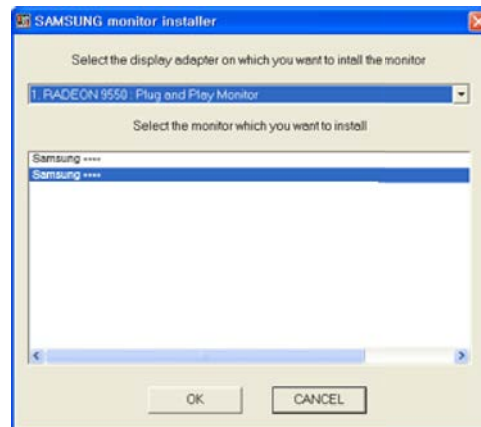 SAMSUNG monitor installer
Select the display adapter on which you want to intall the monitor
1. RADEON 9550 : Plug and Play Monitor
Select the monitor which you want to install
Samsung ****
Samsung ****
OK
CANCEL